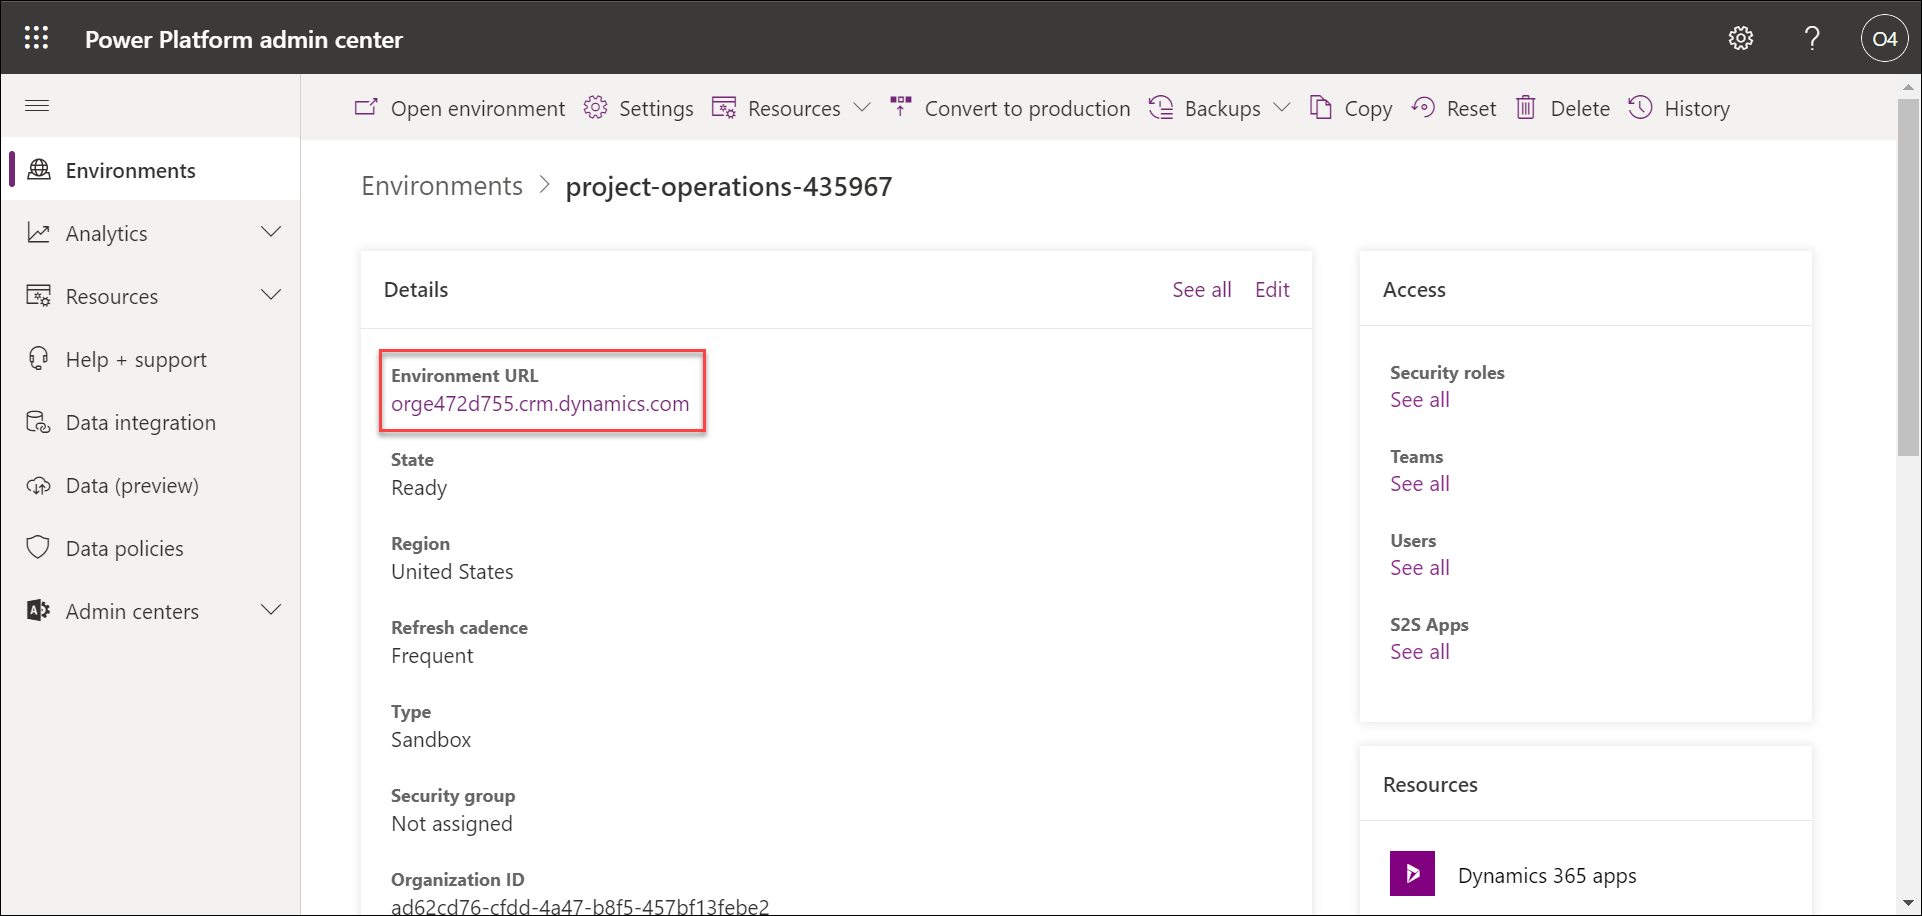 Power Platform admin center
O4
Open environment
Settings
Resources
Convert to production
Backups
Copy
Reset
Delete
History
Environments
Analytics
Resources
Help + support
Data integration
Data (preview)
Data policies
Admin centers
Environments > project-operations-435967
Details
See all
Edit
Environment URL
orge472d755.crm.dynamics.com
State
Ready
Region
United States
Refresh cadence
Frequent
Type
Sandbox
Security group
Not assigned
Organization ID
ad62cd76-cfdd-4a47-b8f5-457bf13febe2
Access
Security roles
See all
Teams
See all
Users
See all
S2S Apps
See all
Resources
Dynamics 365 apps